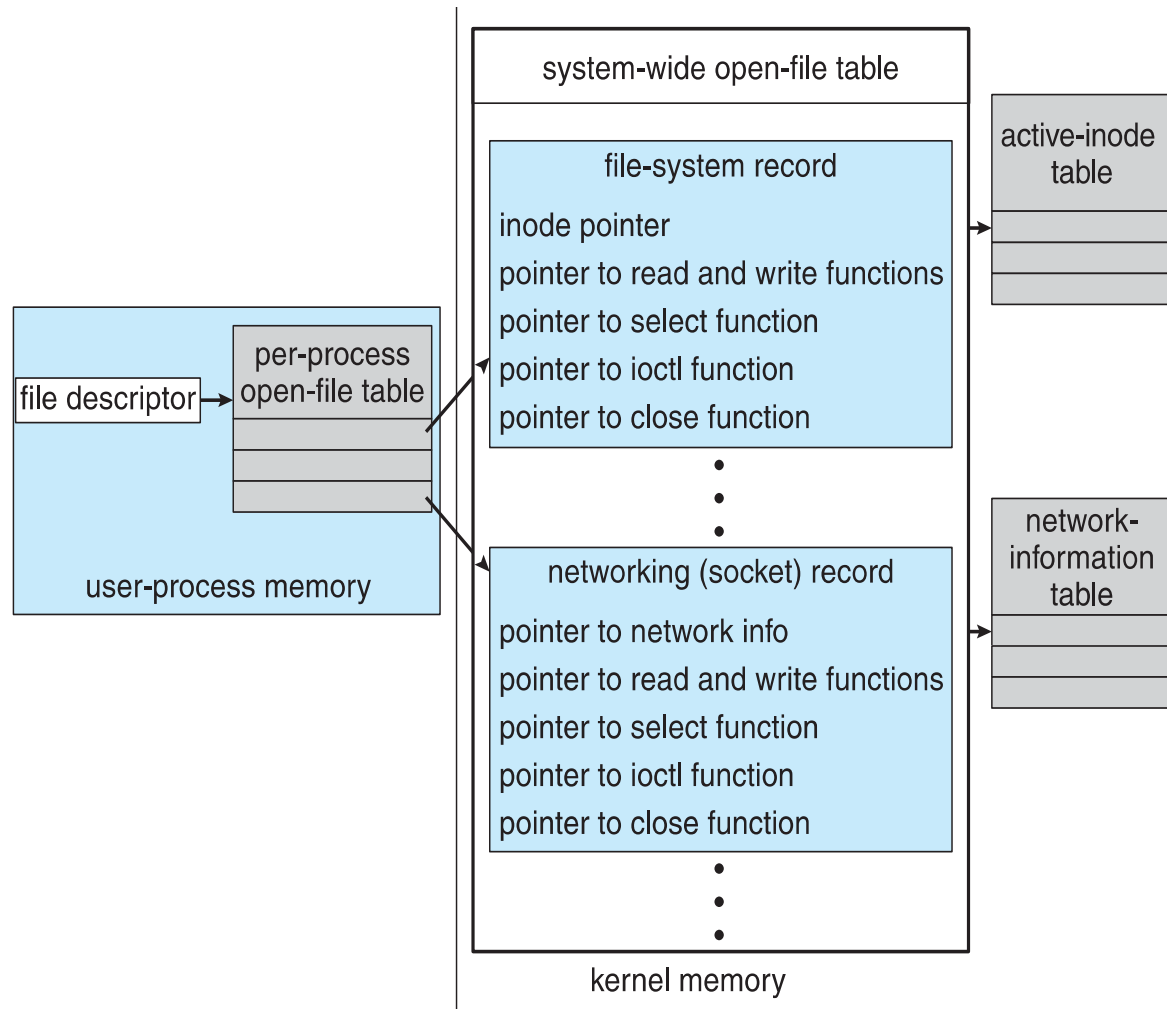 system-wide open-file table
file-system record
inode pointer
pointer to read and write functions
pointer to select function
pointer to ioctl function
pointer to close function
active-inode
table
per-process
open-file table
file descriptor
user-process memory
networking (socket) record
pointer to network info
pointer to read and write functions
pointer to select function
pointer to ioctl function
pointer to close function
network-
information
table
kernel memory